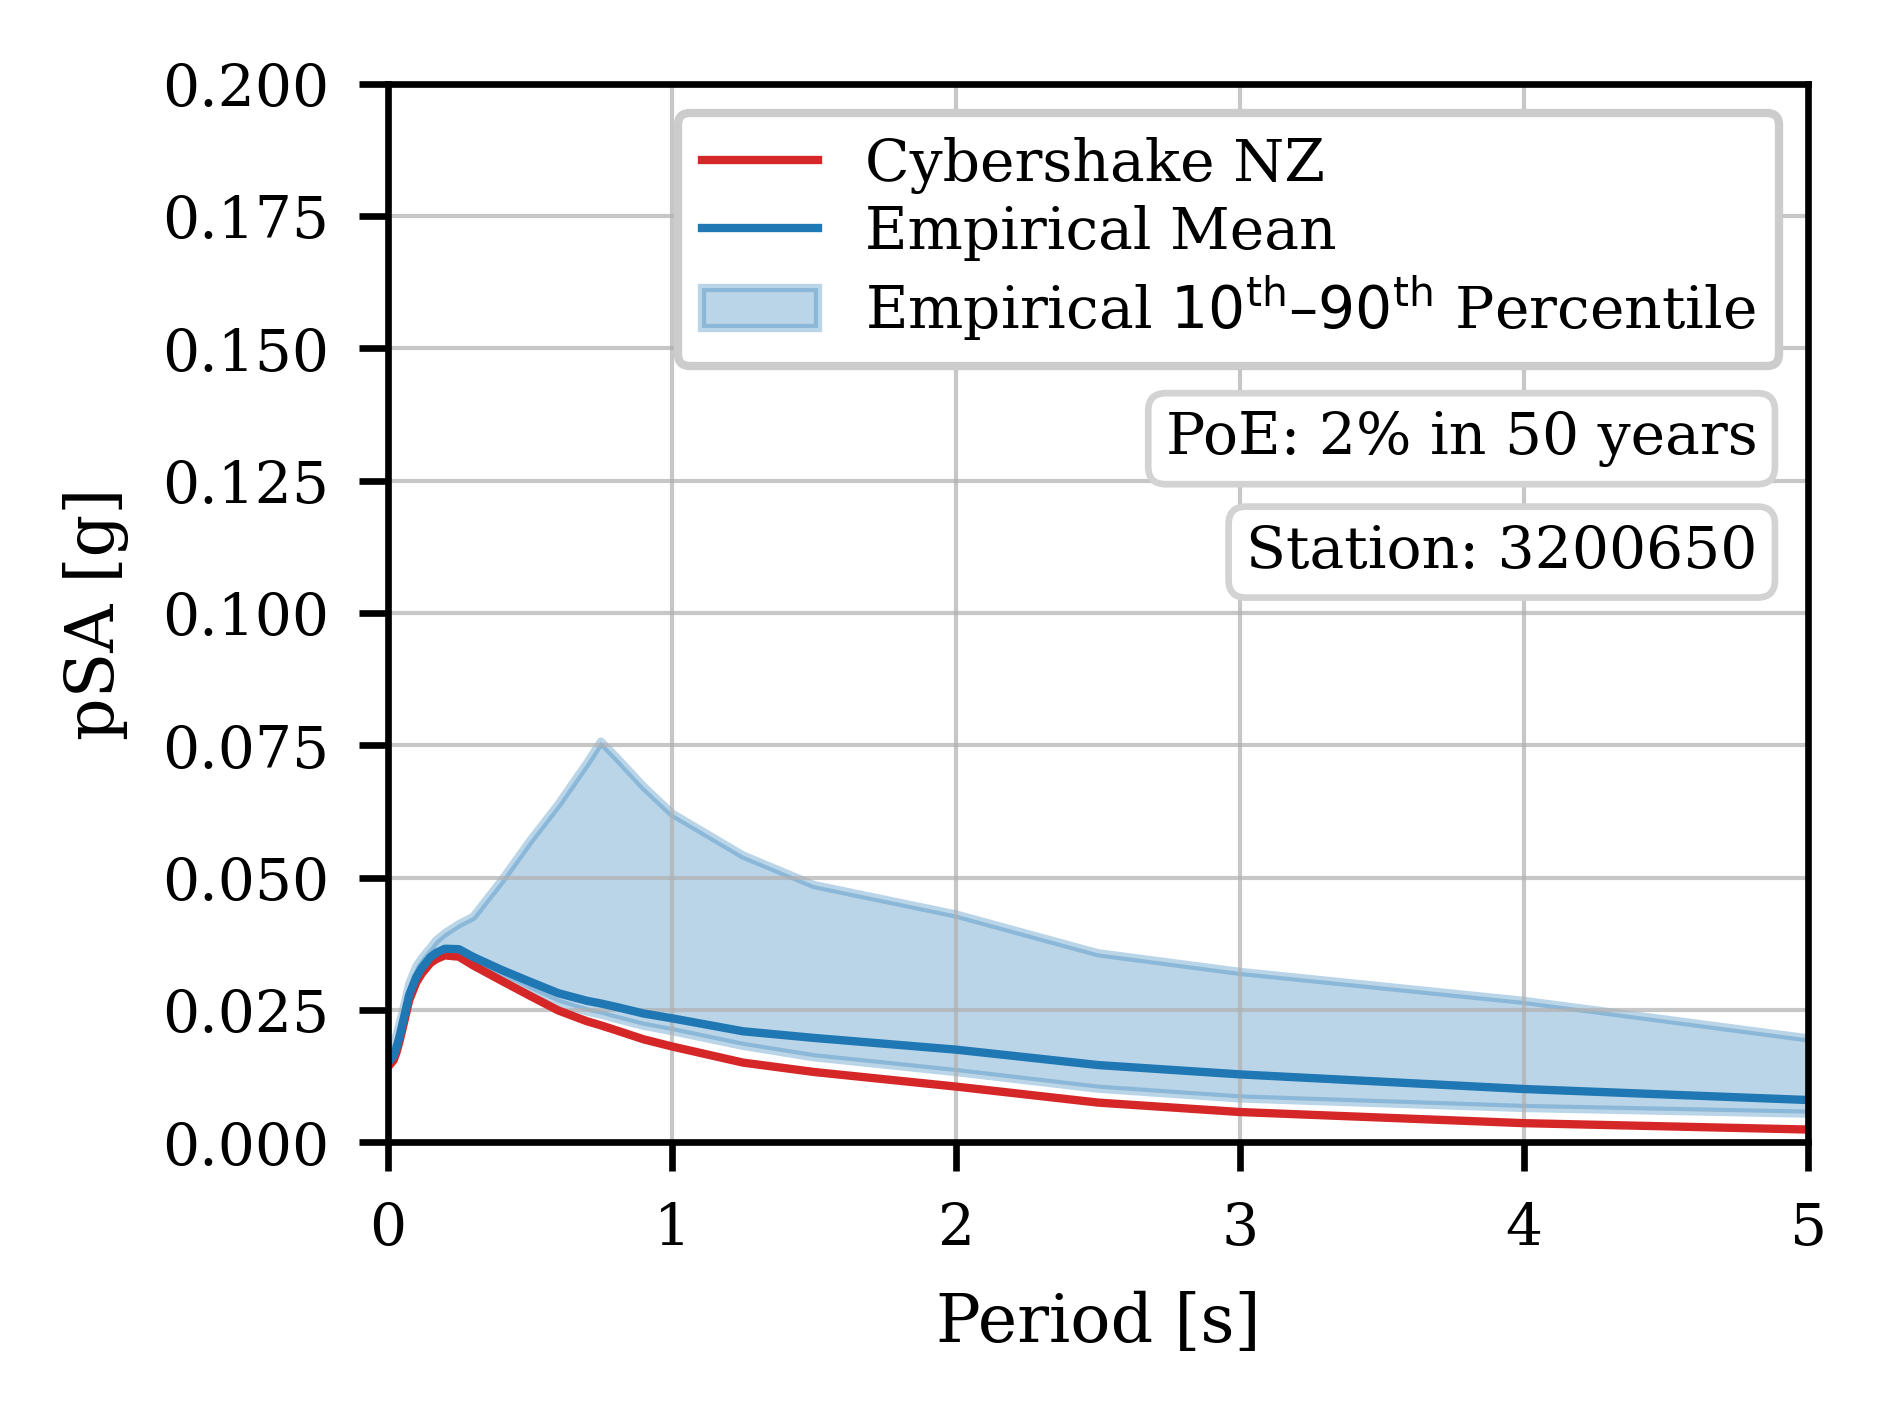 0.200
0.175
0.150
0.125
0.100
0.075
0.050
0.025
0.000
pSA [g]
Cybershake NZ
Empirical Mean
Empirical 10th–90th Percentile
PoE: 2% in 50 years
Station: 3200650
0 1 2 3 4 5
Period [s]